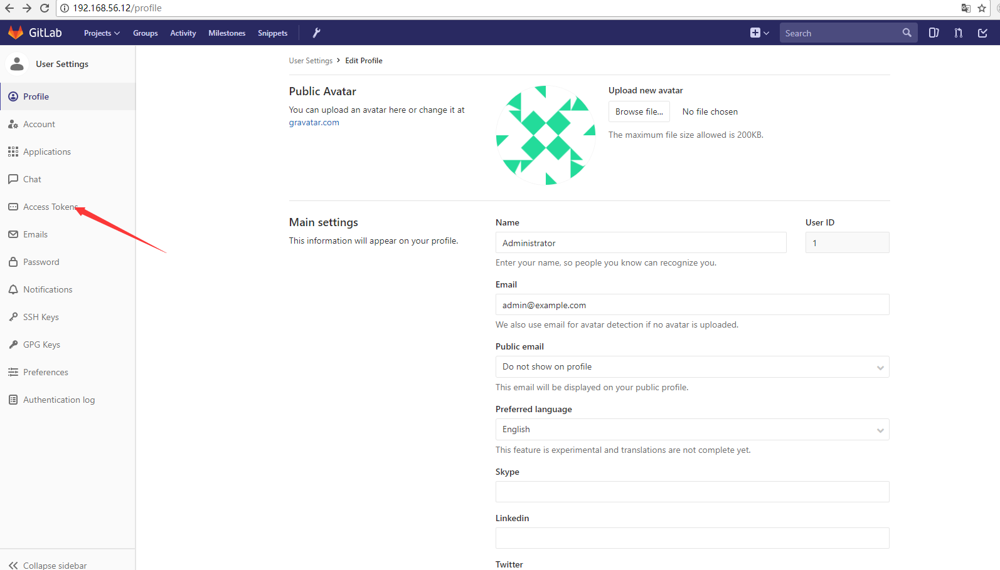 192.168.56.12/profile
GitLab Projects Groups Activity Milestones Snippets Search
User Settings
Profile
Account
Applications
Chat
Access Tokens
Emails
Password
Notifications
SSH Keys
GPG Keys
Preferences
Authentication log
Collapse sidebar
User Settings › Edit Profile
Public Avatar
You can upload an avatar here or change it at
gravatar.com
Upload new avatar
Browse file... No file chosen
The maximum file size allowed is 200KB.
Main settings
This information will appear on your profile.
Name
Administrator
Enter your name, so people you know can recognize you.
User ID
1
Email
admin@example.com
We also use email for avatar detection if no avatar is uploaded.
Public email
Do not show on profile
This email will be displayed on your public profile.
Preferred language
English
This feature is experimental and translations are not complete yet.
Skype
Linkedin
Twitter